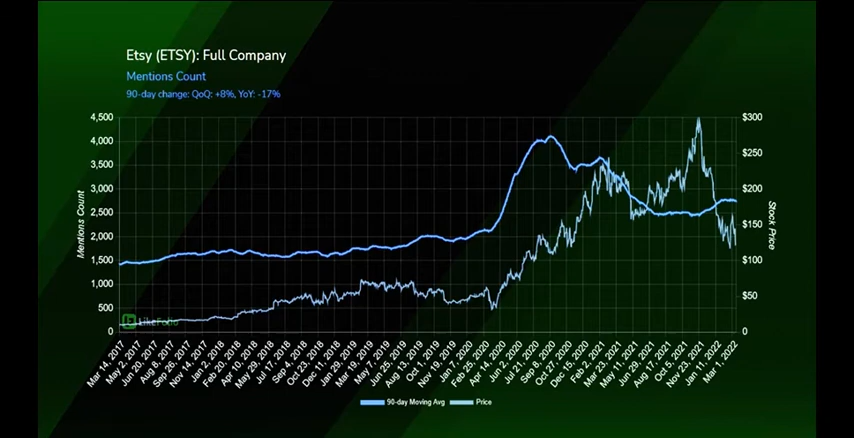 Etsy (ETSY): Full Company
Mentions Count
90-day change: QoQ: +8%, YoY: -17%
4,500
4,000
3,500
3,000
2,500
2,000
1,500
1,000
500
0
Mentions Count
$300
$250
$200
$150
$100
$50
0
Stock Price
LikeFolio
Mar 14, 2017
May 2, 2017
Jun 20, 2017
Aug 8, 2017
Sep 26, 2017
Nov 14, 2017
Jan 2, 2018
Feb 20, 2018
Apr 10, 2018
May 29, 2018
Jul 17, 2018
Sep 4, 2018
Oct 23, 2018
Dec 11, 2018
Jan 29, 2019
Mar 19, 2019
May 7, 2019
Jun 25, 2019
Aug 13, 2019
Oct 1, 2019
Nov 19, 2019
Jan 7, 2020
Feb 25, 2020
Apr 14, 2020
Jun 2, 2020
Jul 21, 2020
Sep 8, 2020
Oct 27, 2020
Dec 15, 2020
Feb 2, 2021
Mar 23, 2021
May 11, 2021
Jun 29, 2021
Aug 17, 2021
Oct 5, 2021
Nov 23, 2021
Jan 11, 2022
Mar 1, 2022
90-day Moving Avg
Price